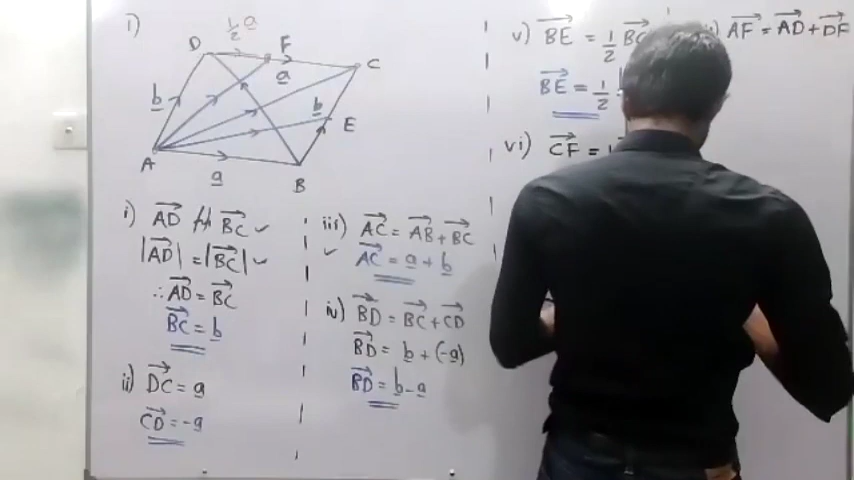 i)
½ a
D
F
C
a
b
b
E
A
a
B
i) AD // BC ✓
|AD| = |BC| ✓
∴ AD = BC
BC = b
ii) DC = a
CD = -a
iii) AC = AB + BC
✓ AC = a + b
iv) BD = BC + CD
BD = b + (-a)
BD = b - a
v) BE = ½ BC
BE = ½
vi) CF =
AF = AD + DF